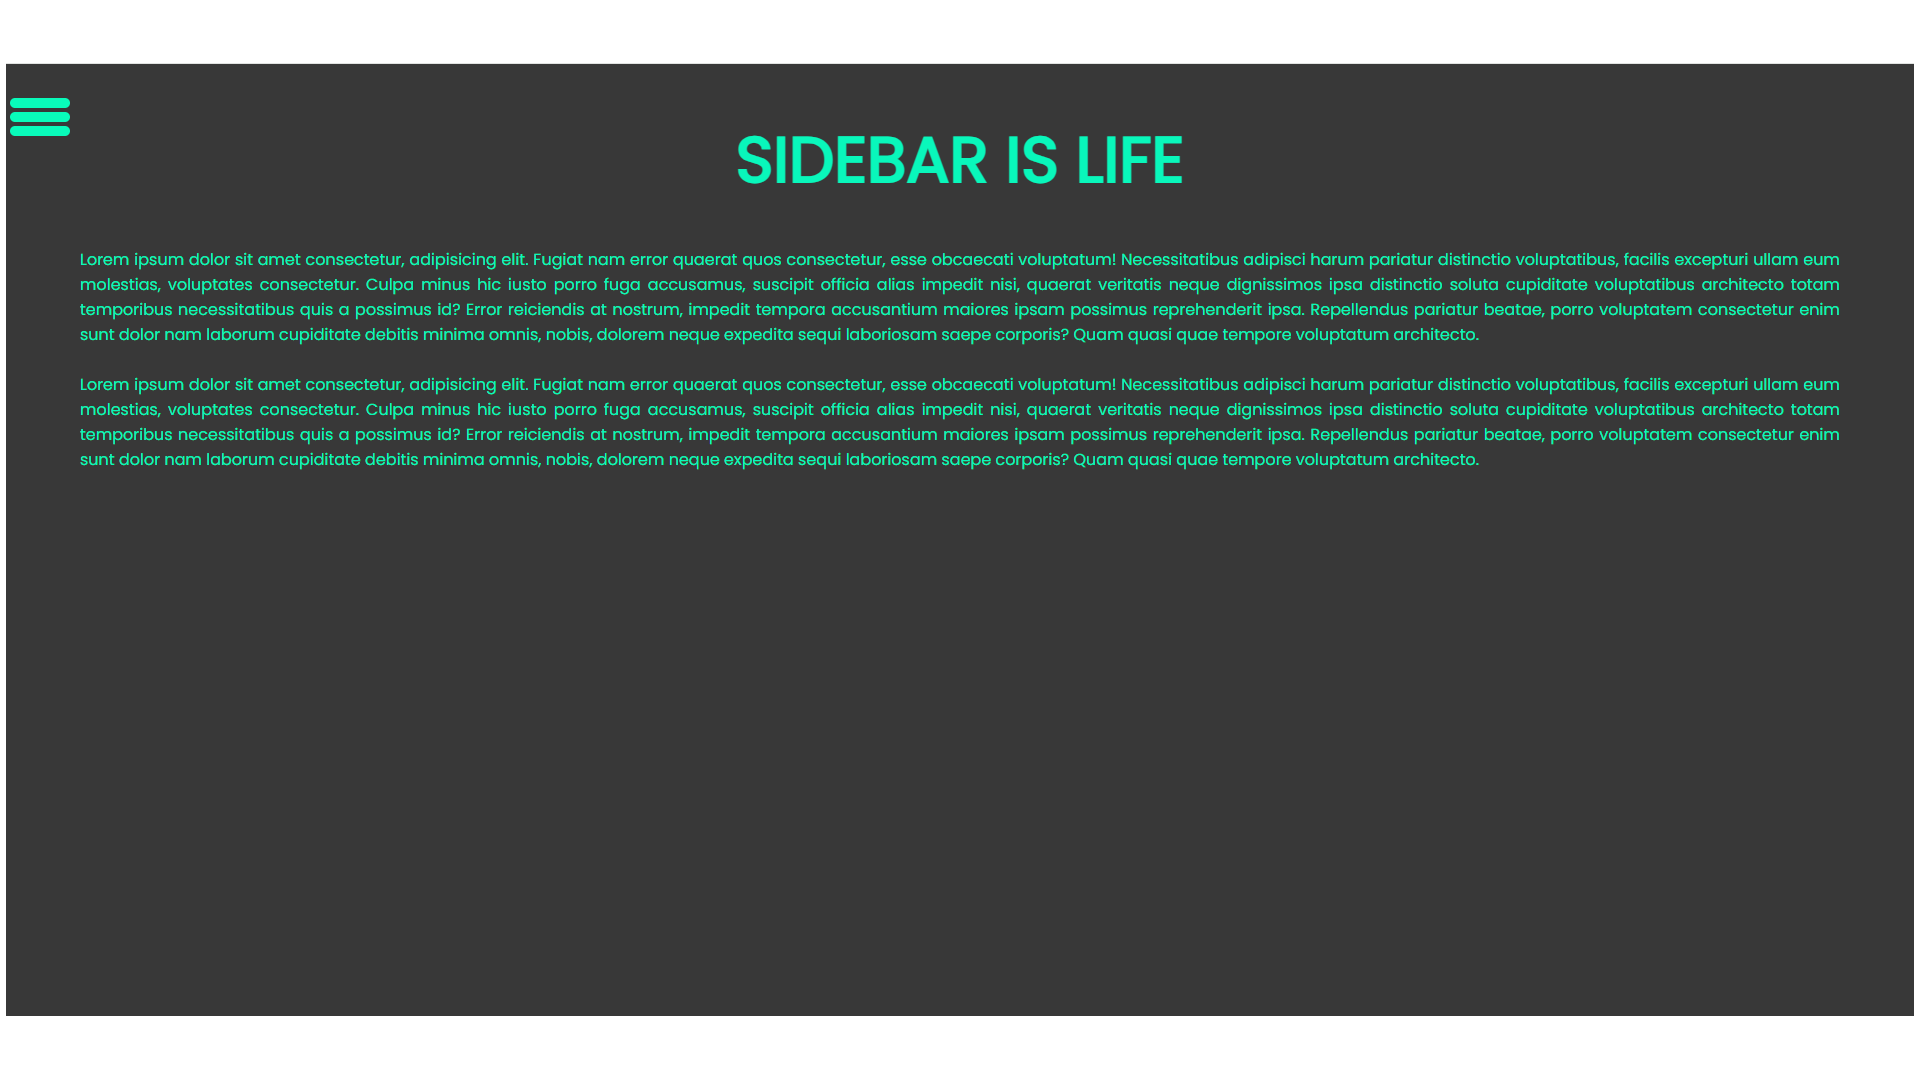 SIDEBAR IS LIFE
Lorem ipsum dolor sit amet consectetur, adipisicing elit. Fugiat nam error quaerat quos consectetur, esse obcaecati voluptatum! Necessitatibus adipisci harum pariatur distinctio voluptatibus, facilis excepturi ullam eum
molestias, voluptates consectetur. Culpa minus hic iusto porro fuga accusamus, suscipit officia alias impedit nisi, quaerat veritatis neque dignissimos ipsa distinctio soluta cupiditate voluptatibus architecto totam
temporibus necessitatibus quis a possimus id? Error reiciendis at nostrum, impedit tempora accusantium maiores ipsam possimus reprehenderit ipsa. Repellendus pariatur beatae, porro voluptatem consectetur enim
sunt dolor nam laborum cupiditate debitis minima omnis, nobis, dolorem neque expedita sequi laboriosam saepe corporis? Quam quasi quae tempore voluptatum architecto.
Lorem ipsum dolor sit amet consectetur, adipisicing elit. Fugiat nam error quaerat quos consectetur, esse obcaecati voluptatum! Necessitatibus adipisci harum pariatur distinctio voluptatibus, facilis excepturi ullam eum
molestias, voluptates consectetur. Culpa minus hic iusto porro fuga accusamus, suscipit officia alias impedit nisi, quaerat veritatis neque dignissimos ipsa distinctio soluta cupiditate voluptatibus architecto totam
temporibus necessitatibus quis a possimus id? Error reiciendis at nostrum, impedit tempora accusantium maiores ipsam possimus reprehenderit ipsa. Repellendus pariatur beatae, porro voluptatem consectetur enim
sunt dolor nam laborum cupiditate debitis minima omnis, nobis, dolorem neque expedita sequi laboriosam saepe corporis? Quam quasi quae tempore voluptatum architecto.